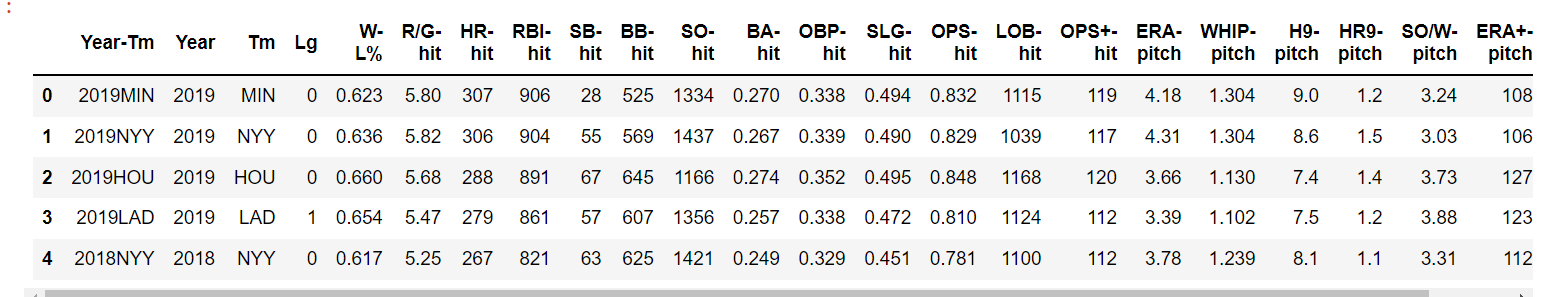 :
Year-Tm Year Tm Lg W-L% R/G-hit HR-hit RBI-hit SB-hit BB-hit SO-hit BA-hit OBP-hit SLG-hit OPS-hit LOB-hit OPS+-hit ERA-pitch WHIP-pitch H9-pitch HR9-pitch SO/W-pitch ERA+-pitch
0 2019MIN 2019 MIN 0 0.623 5.80 307 906 28 525 1334 0.270 0.338 0.494 0.832 1115 119 4.18 1.304 9.0 1.2 3.24 108
1 2019NYY 2019 NYY 0 0.636 5.82 306 904 55 569 1437 0.267 0.339 0.490 0.829 1039 117 4.31 1.304 8.6 1.5 3.03 106
2 2019HOU 2019 HOU 0 0.660 5.68 288 891 67 645 1166 0.274 0.352 0.495 0.848 1168 120 3.66 1.130 7.4 1.4 3.73 127
3 2019LAD 2019 LAD 1 0.654 5.47 279 861 57 607 1356 0.257 0.338 0.472 0.810 1124 112 3.39 1.102 7.5 1.2 3.88 123
4 2018NYY 2018 NYY 0 0.617 5.25 267 821 63 625 1421 0.249 0.329 0.451 0.781 1100 112 3.78 1.239 8.1 1.1 3.31 112